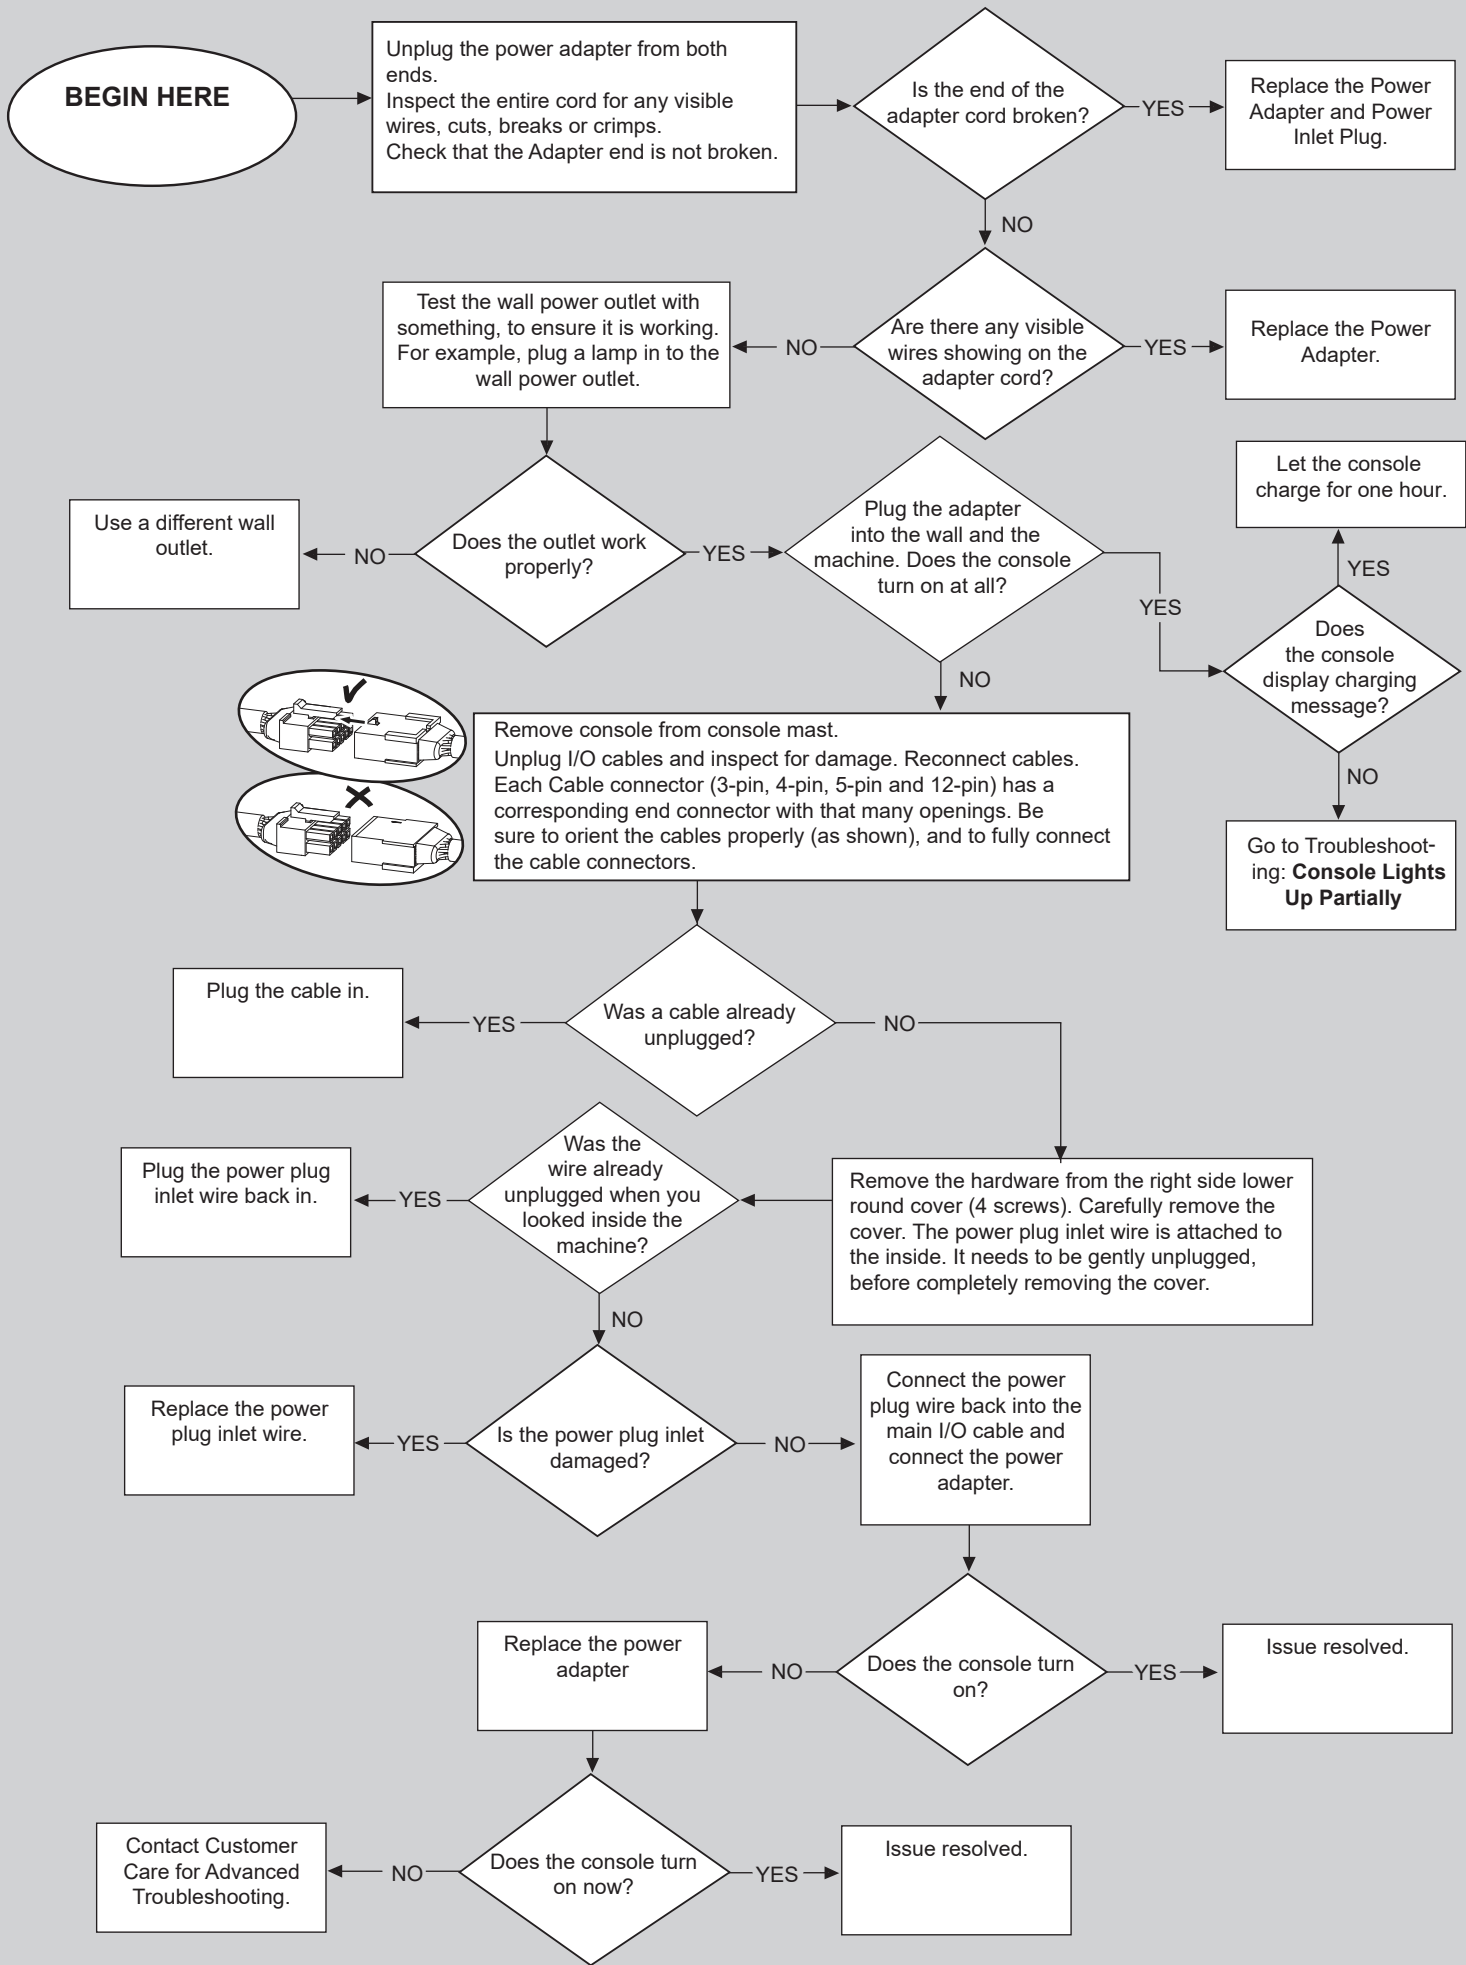 BEGIN HERE
Unplug the power adapter from both
ends.
Inspect the entire cord for any visible
wires, cuts, breaks or crimps.
Check that the Adapter end is not broken.
Is the end of the
adapter cord broken?
YES
Replace the Power
Adapter and Power
Inlet Plug.
NO
Are there any visible
wires showing on the
adapter cord?
YES
Replace the Power
Adapter.
NO
Test the wall power outlet with
something, to ensure it is working.
For example, plug a lamp in to the
wall power outlet.
Does the outlet work
properly?
NO
Use a different wall
outlet.
YES
Plug the adapter
into the wall and the
machine. Does the console
turn on at all?
YES
Does
the console
display charging
message?
YES
Let the console
charge for one hour.
NO
Go to Troubleshoot-
ing: Console Lights
Up Partially
NO
Remove console from console mast.
Unplug I/O cables and inspect for damage. Reconnect cables.
Each Cable connector (3-pin, 4-pin, 5-pin and 12-pin) has a
corresponding end connector with that many openings. Be
sure to orient the cables properly (as shown), and to fully connect
the cable connectors.
Was a cable already
unplugged?
YES
Plug the cable in.
NO
Remove the hardware from the right side lower
round cover (4 screws). Carefully remove the
cover. The power plug inlet wire is attached to
the inside. It needs to be gently unplugged,
before completely removing the cover.
Was the
wire already
unplugged when you
looked inside the
machine?
YES
Plug the power plug
inlet wire back in.
NO
Is the power plug inlet
damaged?
YES
Replace the power
plug inlet wire.
NO
Connect the power
plug wire back into the
main I/O cable and
connect the power
adapter.
Does the console turn
on?
YES
Issue resolved.
NO
Replace the power
adapter
Does the console turn
on now?
YES
Issue resolved.
NO
Contact Customer
Care for Advanced
Troubleshooting.